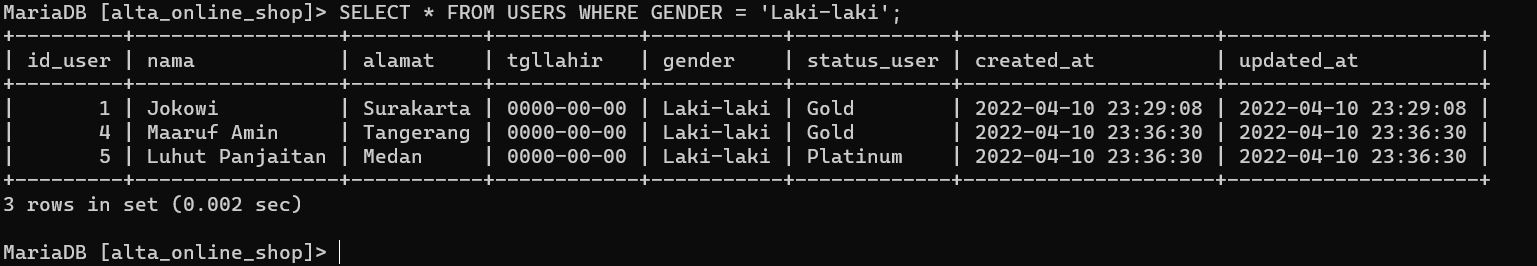 MariaDB [alta_online_shop]> SELECT * FROM USERS WHERE GENDER = 'Laki-laki';
+---------+-----------------+-----------+------------+-----------+-------------+---------------------+---------------------+
| id_user | nama            | alamat    | tgllahir   | gender    | status_user | created_at          | updated_at          |
+---------+-----------------+-----------+------------+-----------+-------------+---------------------+---------------------+
|       1 | Jokowi          | Surakarta | 0000-00-00 | Laki-laki | Gold        | 2022-04-10 23:29:08 | 2022-04-10 23:29:08 |
|       4 | Maaruf Amin     | Tangerang | 0000-00-00 | Laki-laki | Gold        | 2022-04-10 23:36:30 | 2022-04-10 23:36:30 |
|       5 | Luhut Panjaitan | Medan     | 0000-00-00 | Laki-laki | Platinum    | 2022-04-10 23:36:30 | 2022-04-10 23:36:30 |
+---------+-----------------+-----------+------------+-----------+-------------+---------------------+---------------------+
3 rows in set (0.002 sec)
MariaDB [alta_online_shop]>